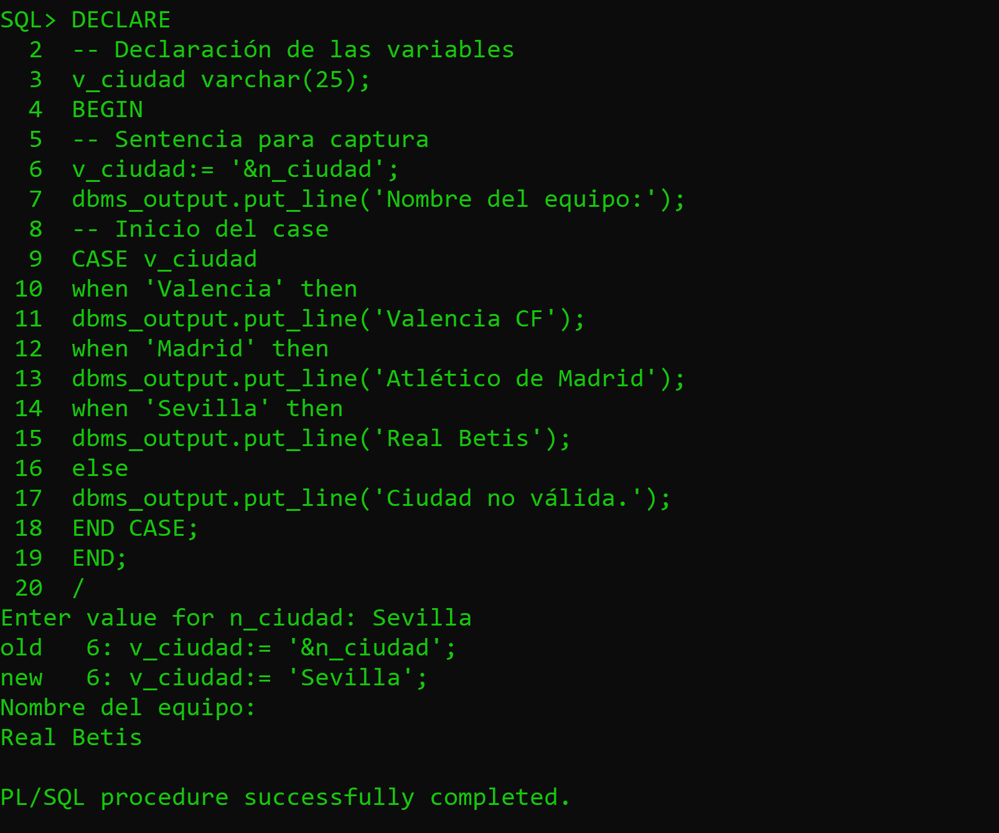 SQL> DECLARE
  2  -- Declaración de las variables
  3  v_ciudad varchar(25);
  4  BEGIN
  5  -- Sentencia para captura
  6  v_ciudad:= '&n_ciudad';
  7  dbms_output.put_line('Nombre del equipo:');
  8  -- Inicio del case
  9  CASE v_ciudad
 10  when 'Valencia' then
 11  dbms_output.put_line('Valencia CF');
 12  when 'Madrid' then
 13  dbms_output.put_line('Atlético de Madrid');
 14  when 'Sevilla' then
 15  dbms_output.put_line('Real Betis');
 16  else
 17  dbms_output.put_line('Ciudad no válida.');
 18  END CASE;
 19  END;
 20  /
Enter value for n_ciudad: Sevilla
old   6: v_ciudad:= '&n_ciudad';
new   6: v_ciudad:= 'Sevilla';
Nombre del equipo:
Real Betis

PL/SQL procedure successfully completed.